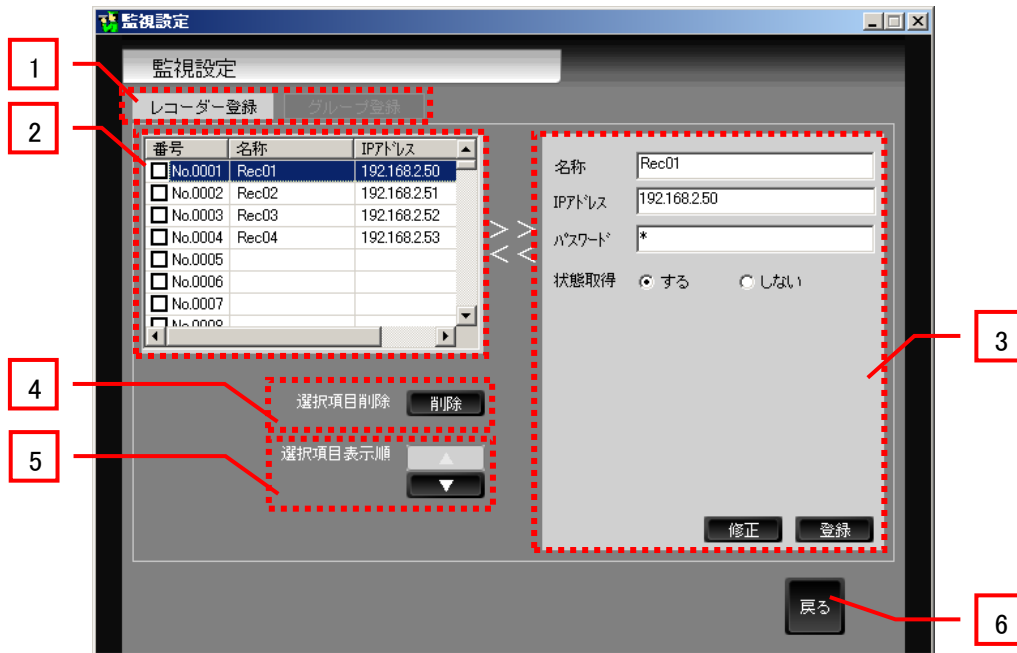 監視設定
監視設定
1
レコーダー登録 グループ登録
2
番号 名称 IPアドレス
No.0001 Rec01 192.168.2.50
No.0002 Rec02 192.168.2.51
No.0003 Rec03 192.168.2.52
No.0004 Rec04 192.168.2.53
No.0005
No.0006
No.0007
No.0008
>>
<<
名称 Rec01
IPアドレス 192.168.2.50
パスワード *
状態取得 する しない
3
4
選択項目削除 削除
5
選択項目表示順 ▲
▼
修正 登録
戻る
6